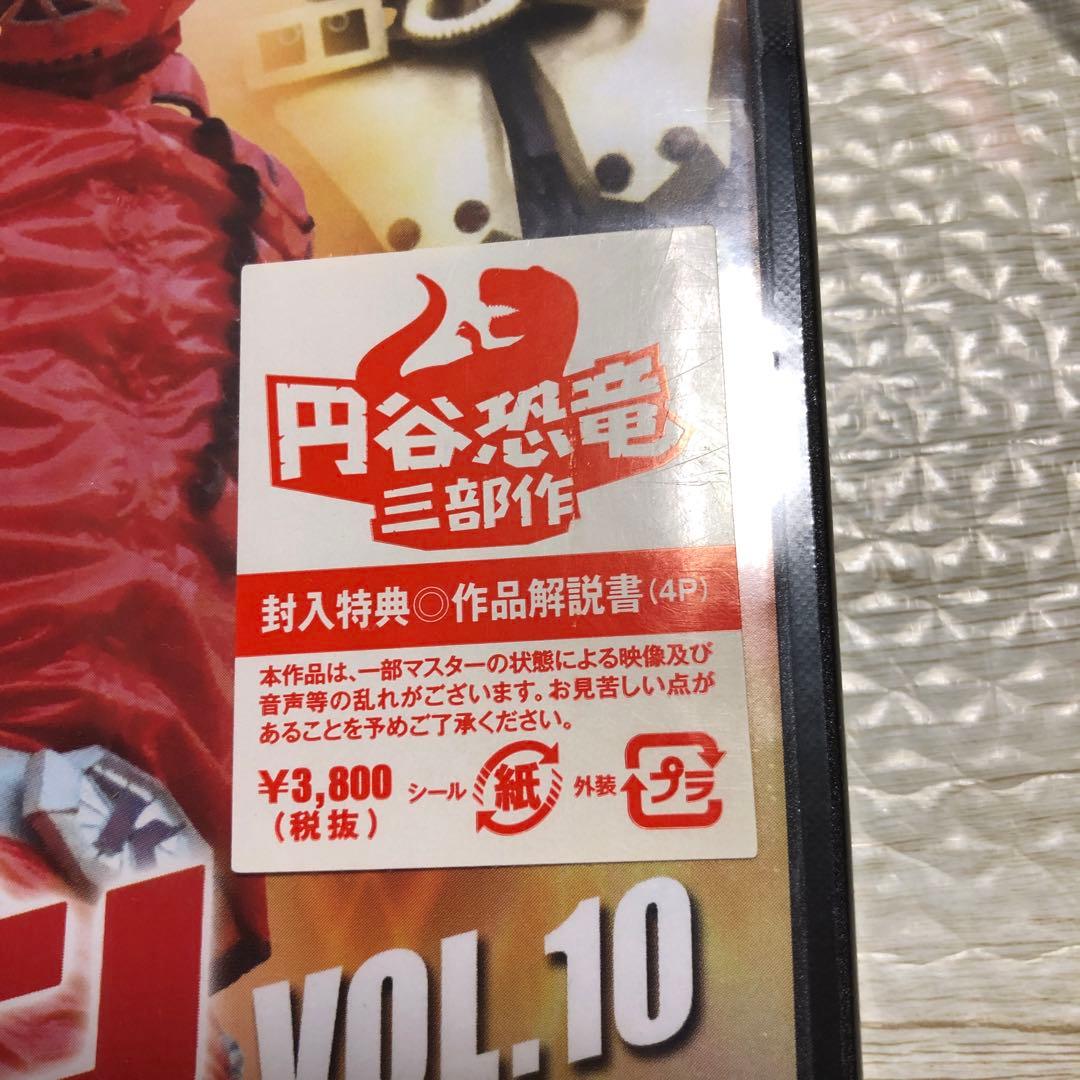 円谷恐竜
三部作
封入特典◎作品解説書(4P)
本作品は、一部マスターの状態による映像及び
音声等の乱れがございます。お見苦しい点が
あることを予めご了承ください。
¥3,800
(税抜)
シール 紙 外装 プラ
VOL.10